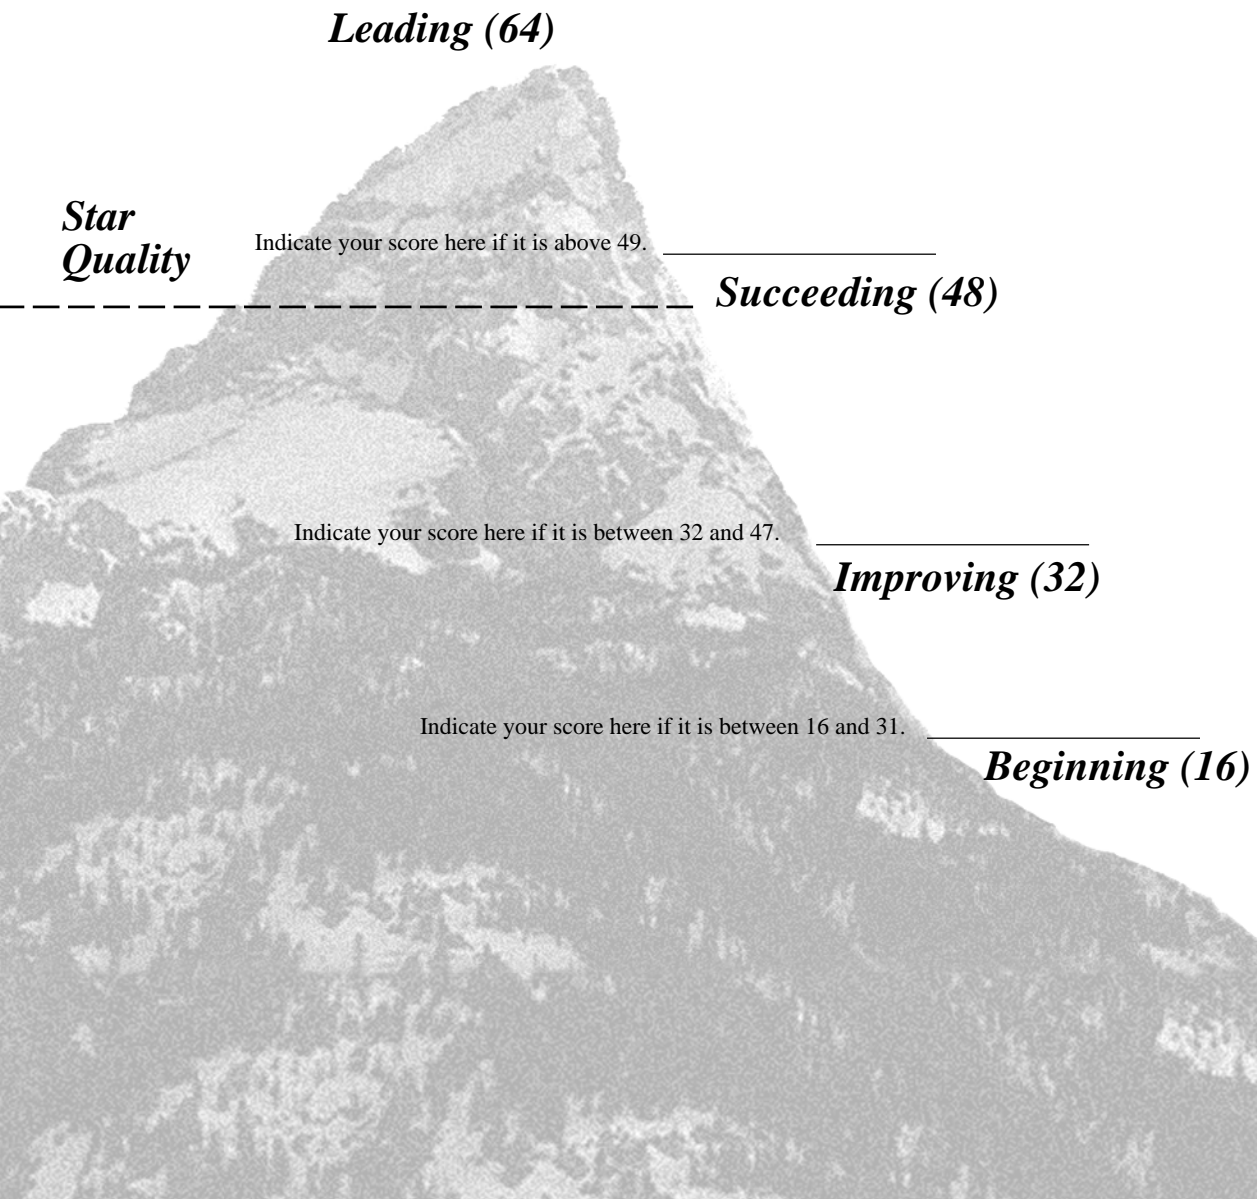 Leading (64)
Star
Quality
Indicate your score here if it is above 49.
Succeeding (48)
Indicate your score here if it is between 32 and 47.
Improving (32)
Indicate your score here if it is between 16 and 31.
Beginning (16)